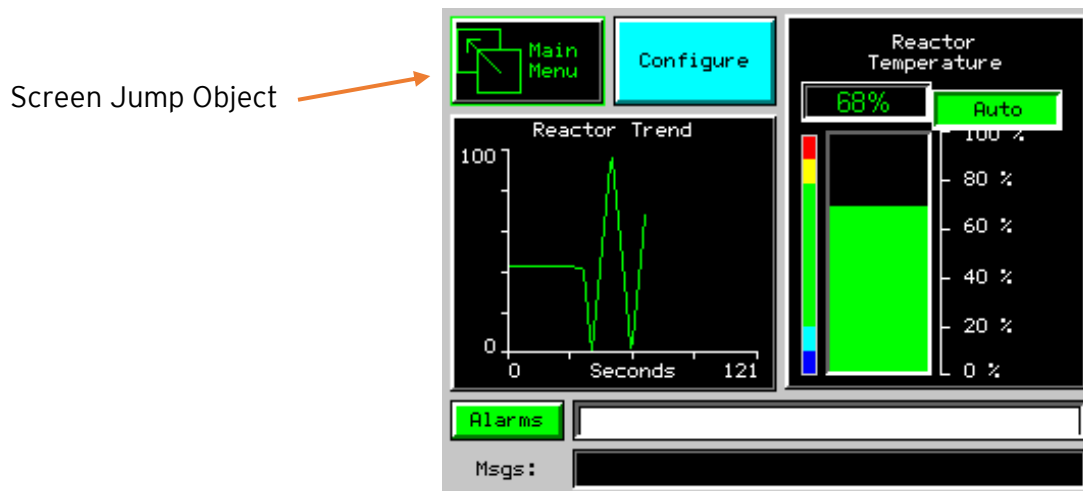 Screen Jump Object
Main
Menu
Configure
Reactor
Temperature
68%
Auto
Reactor Trend
100
0
0 Seconds 121
100 %
80 %
60 %
40 %
20 %
0 %
Alarms
Msgs: